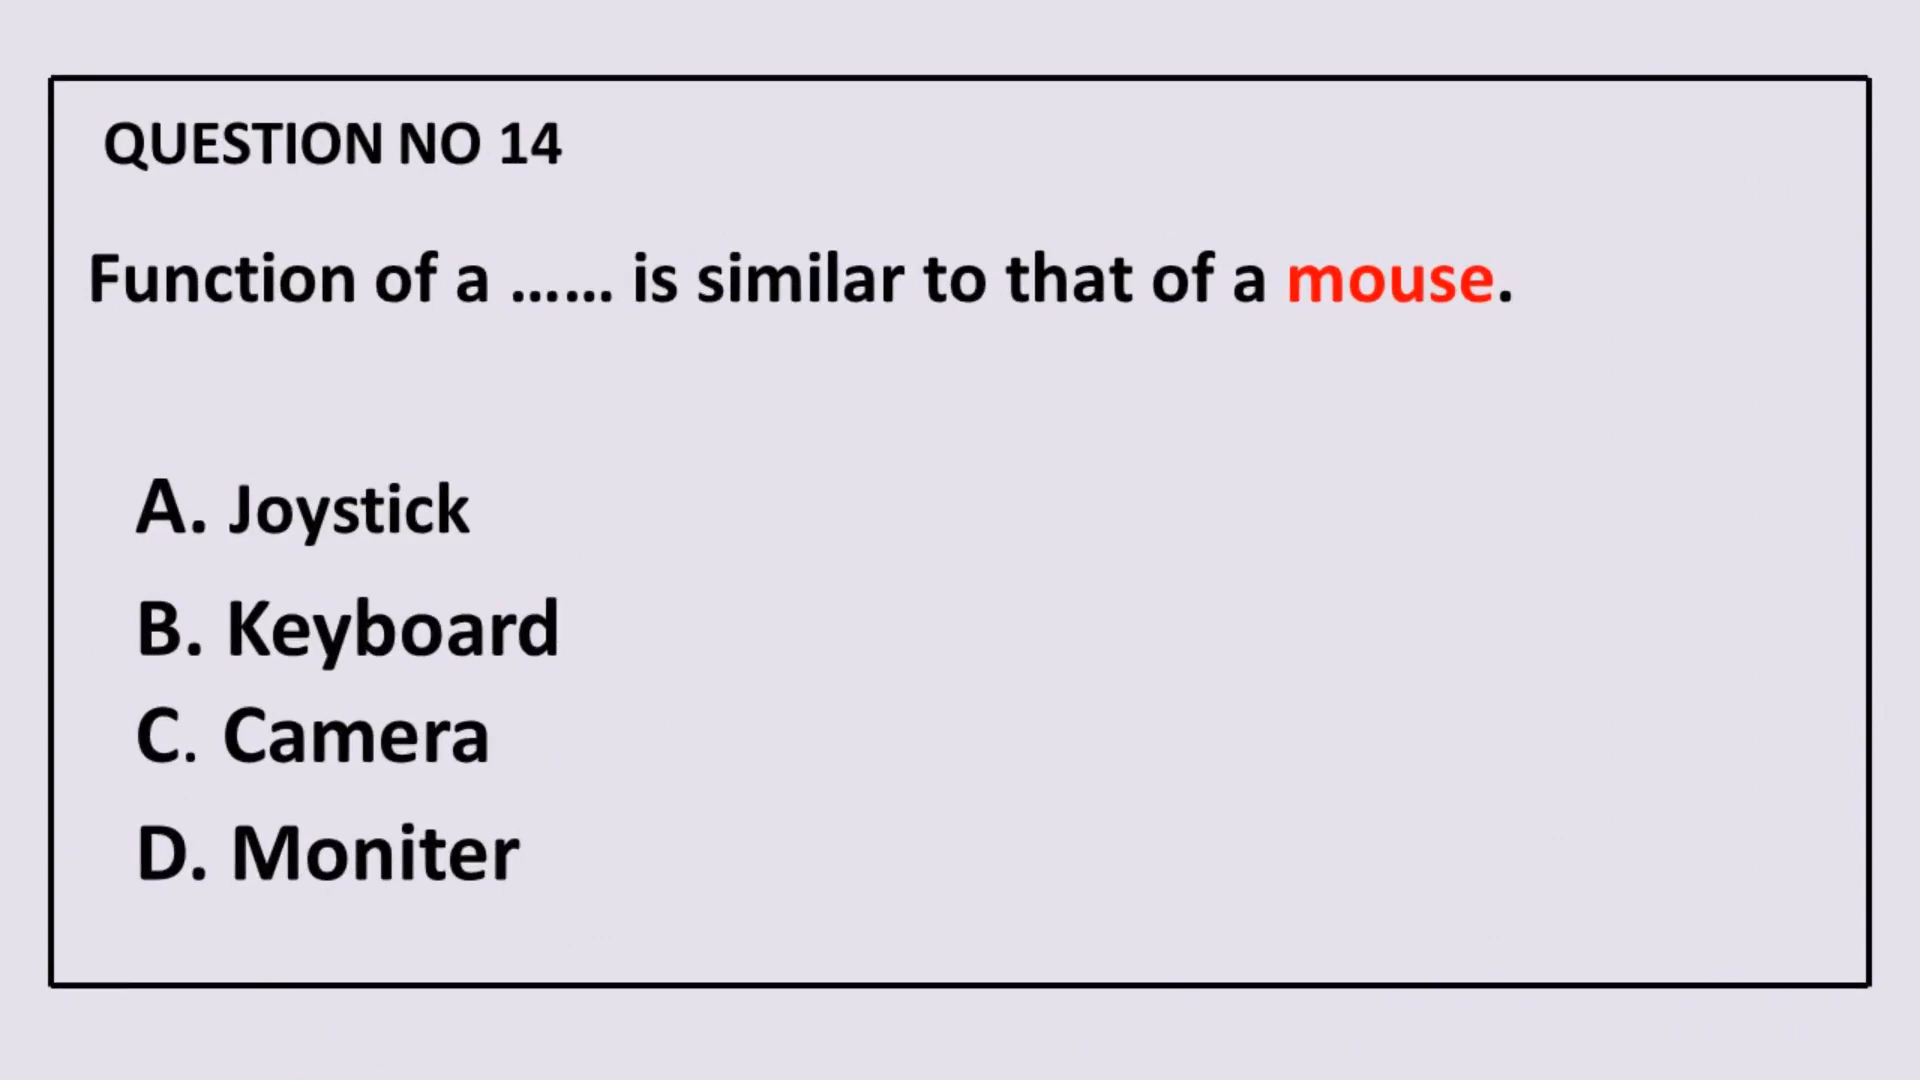 QUESTION NO 14
Function of a ...... is similar to that of a mouse.
A. Joystick
B. Keyboard
C. Camera
D. Moniter